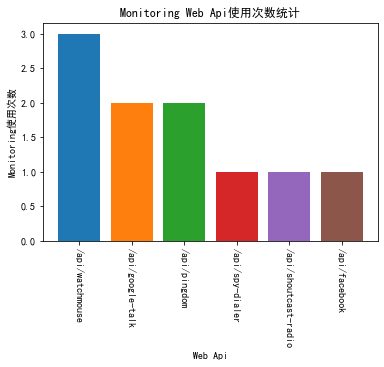 Monitoring Web Api使用次数统计
Monitoring使用次数
3.0
2.5
2.0
1.5
1.0
0.5
0.0
/api/watchmouse
/api/google-talk
/api/pingdom
/api/spy-dialer
/api/shoutcast-radio
/api/facebook
Web Api